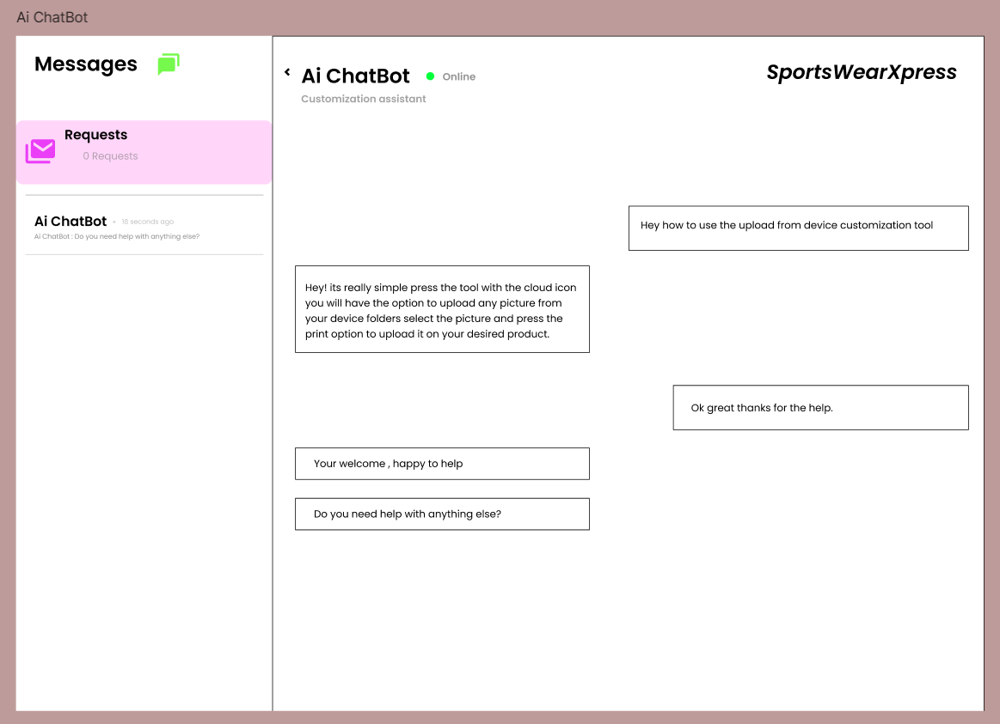 Ai ChatBot
Messages
Requests
0 Requests
Ai ChatBot • 18 seconds ago
Ai ChatBot : Do you need help with anything else?
Ai ChatBot
Online
Customization assistant
SportsWearXpress
Hey how to use the upload from device customization tool
Hey! its really simple press the tool with the cloud icon
you will have the option to upload any picture from
your device folders select the picture and press the
print option to upload it on your desired product.
Ok great thanks for the help.
Your welcome , happy to help
Do you need help with anything else?